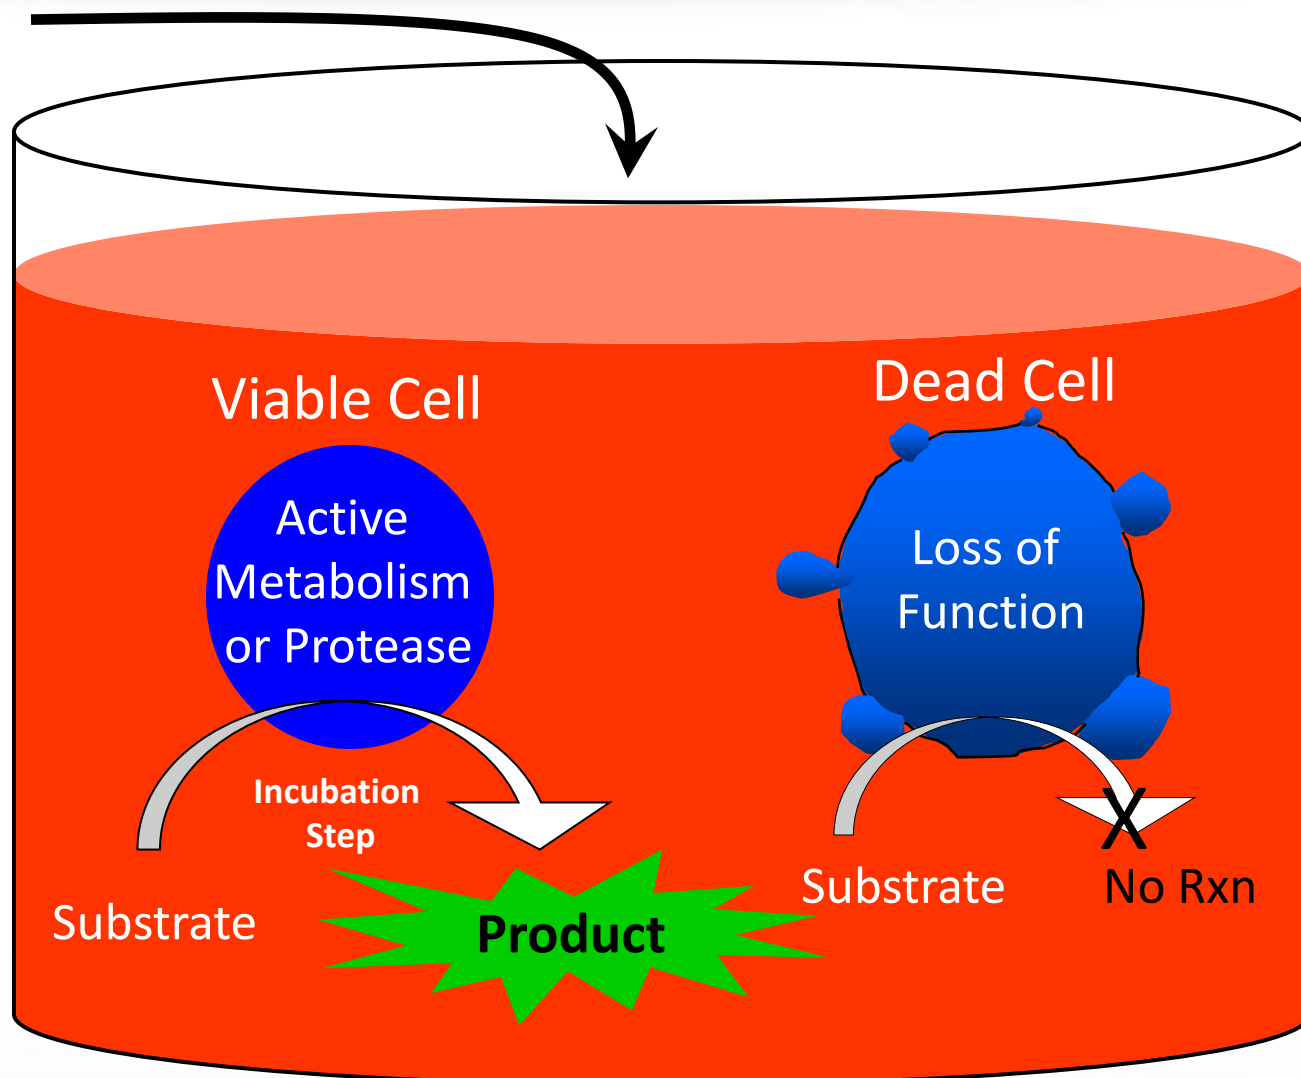 Viable Cell
Active
Metabolism
or Protease
Incubation
Step
Substrate
Product
Dead Cell
Loss of
Function
Substrate
X
No Rxn